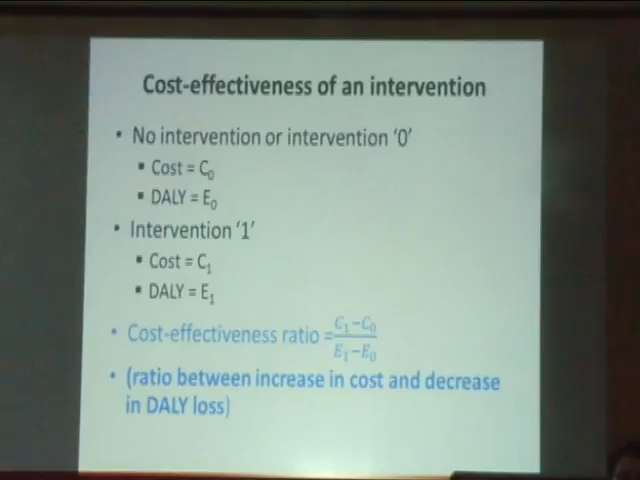 Cost-effectiveness of an intervention
• No intervention or intervention '0'
▪ Cost = C₀
▪ DALY = E₀
• Intervention '1'
▪ Cost = C₁
▪ DALY = E₁
• Cost-effectiveness ratio = (C₁−C₀)/(E₁−E₀)
• (ratio between increase in cost and decrease
in DALY loss)